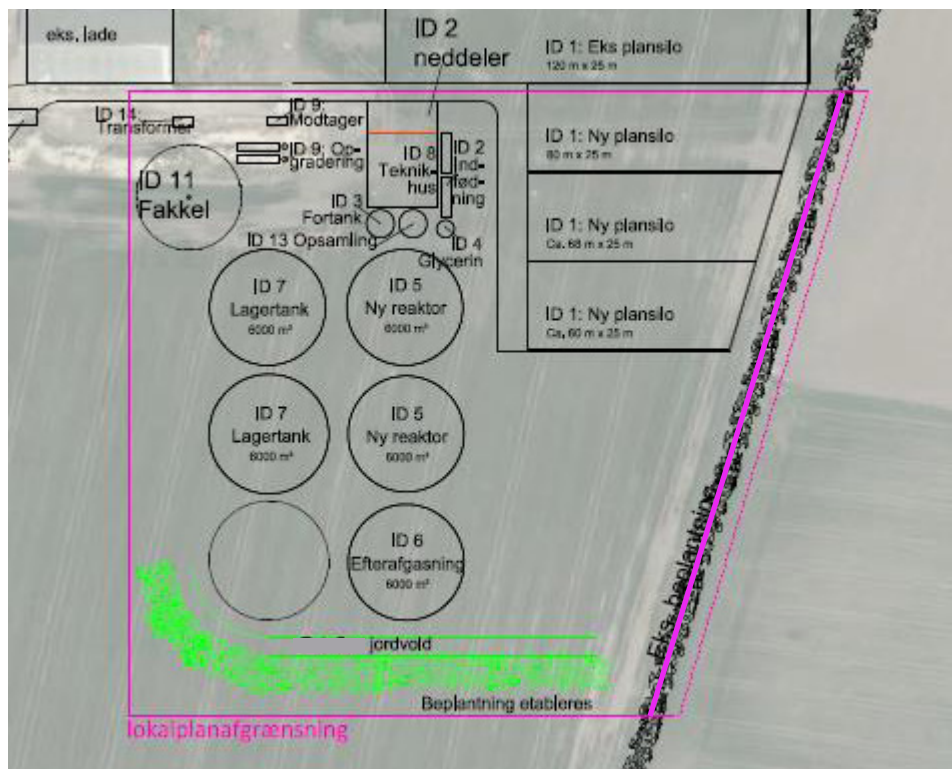 eks. lade
ID 2
neddeler
ID 1: Eks plansilo
120 m x 25 m
ID 14:
Transformer
ID 9:
Modtager
ID 9: Op-
gradering
ID 8
Teknik-
hus
ID 2
Ind-
fød-
ning
ID 1: Ny plansilo
80 m x 25 m
ID 11
Fakkel
ID 3
Fortank
ID 13 Opsamling
ID 4
Glycerin
ID 1: Ny plansilo
Ca. 68 m x 25 m
ID 7
Lagertank
6000 m³
ID 5
Ny reaktor
6000 m³
ID 1: Ny plansilo
Ca. 60 m x 25 m
ID 7
Lagertank
6000 m³
ID 5
Ny reaktor
6000 m³
ID 6
Efterafgasning
6000 m³
Eks. beplantning
jordvold
Beplantning etableres
lokalplanafgrænsning